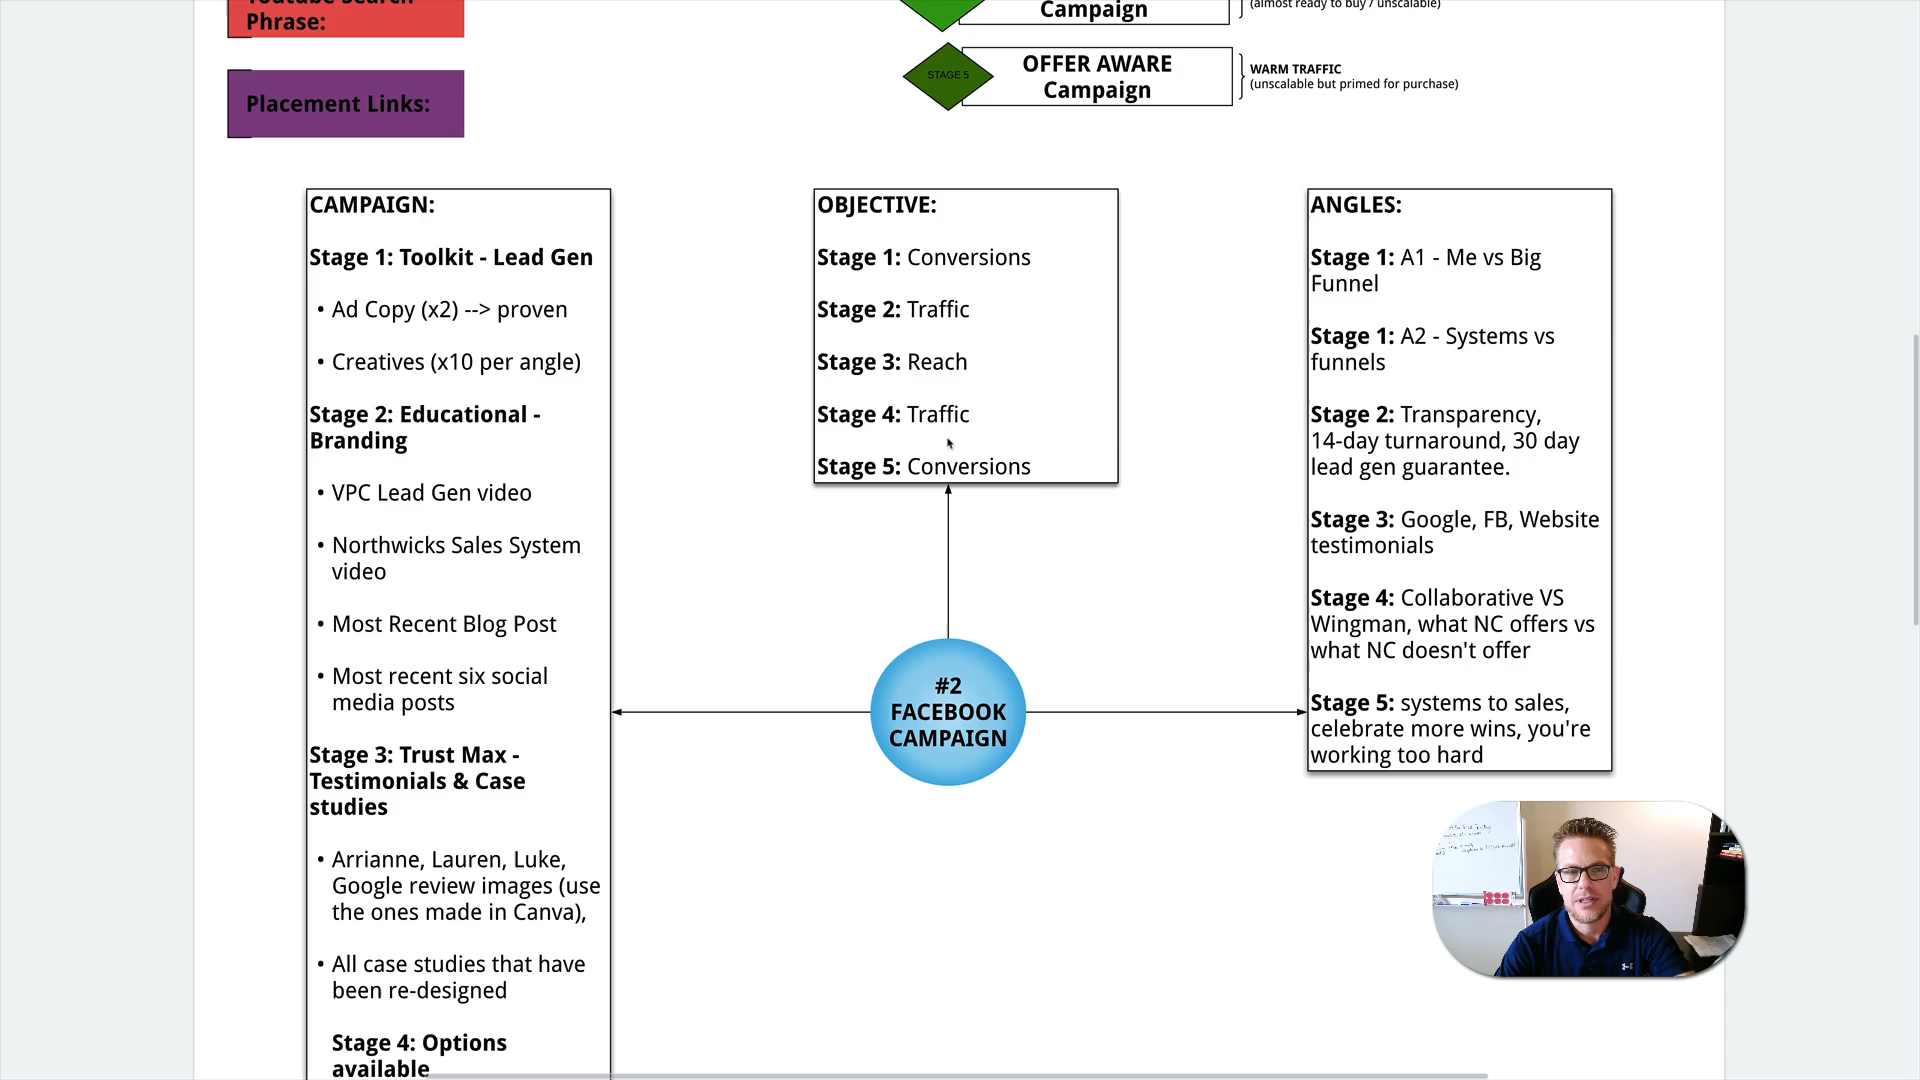 Youtube Search
Phrase:
Placement Links:
Campaign
(almost ready to buy / unscalable)
STAGE 5
OFFER AWARE
Campaign
WARM TRAFFIC
(unscalable but primed for purchase)
CAMPAIGN:
Stage 1: Toolkit - Lead Gen
• Ad Copy (x2) --> proven
• Creatives (x10 per angle)
Stage 2: Educational -
Branding
• VPC Lead Gen video
• Northwicks Sales System
video
• Most Recent Blog Post
• Most recent six social
media posts
Stage 3: Trust Max -
Testimonials & Case
studies
• Arrianne, Lauren, Luke,
Google review images (use
the ones made in Canva),
• All case studies that have
been re-designed
Stage 4: Options
available
OBJECTIVE:
Stage 1: Conversions
Stage 2: Traffic
Stage 3: Reach
Stage 4: Traffic
Stage 5: Conversions
#2
FACEBOOK
CAMPAIGN
ANGLES:
Stage 1: A1 - Me vs Big
Funnel
Stage 1: A2 - Systems vs
funnels
Stage 2: Transparency,
14-day turnaround, 30 day
lead gen guarantee.
Stage 3: Google, FB, Website
testimonials
Stage 4: Collaborative VS
Wingman, what NC offers vs
what NC doesn't offer
Stage 5: systems to sales,
celebrate more wins, you're
working too hard